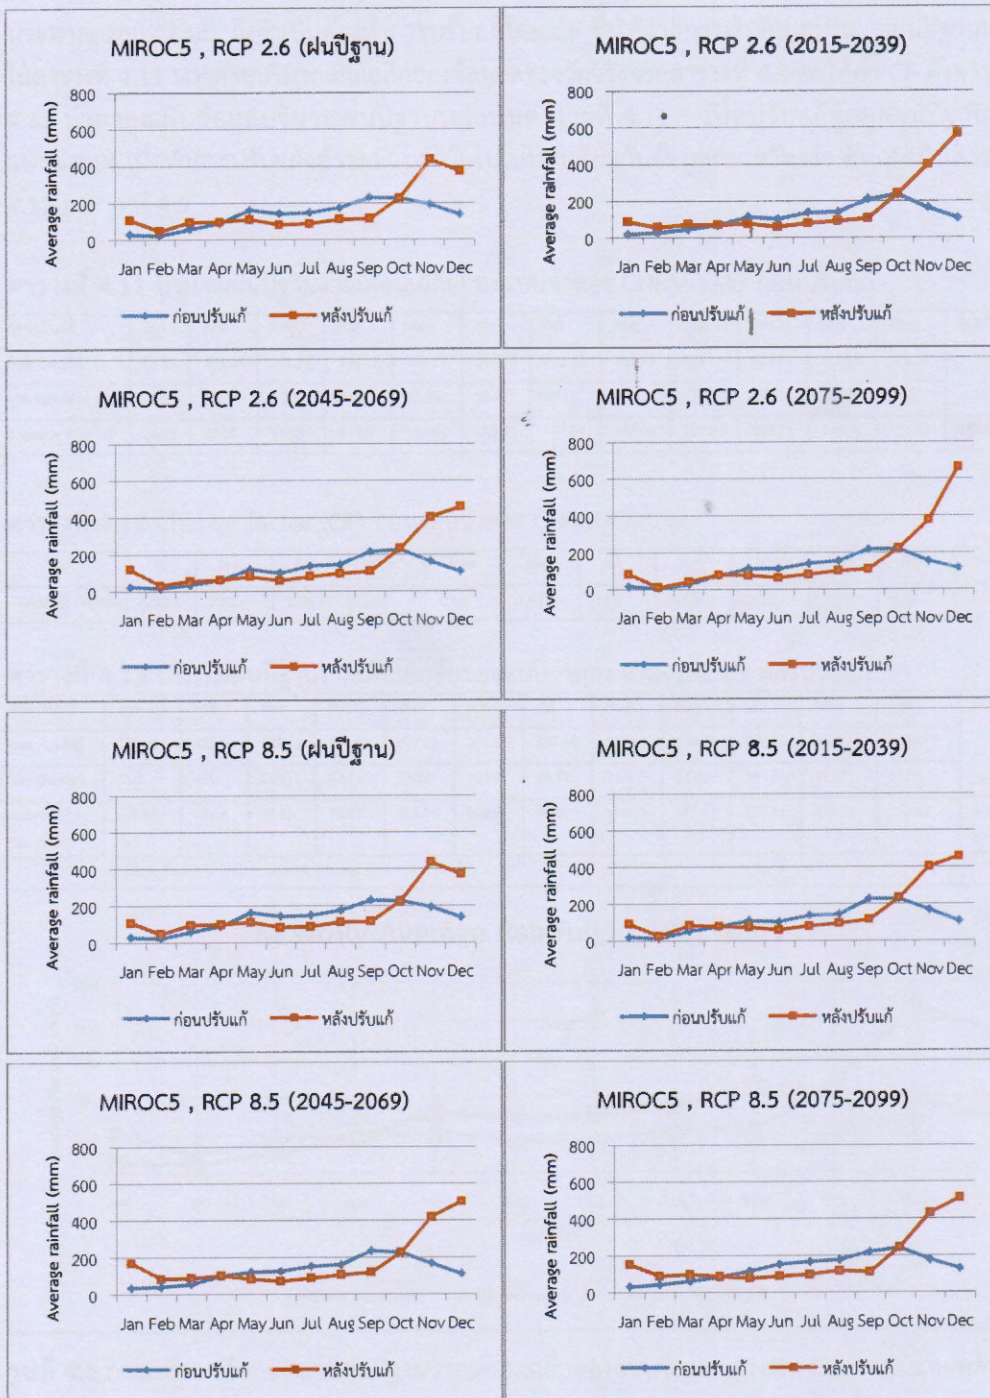 MIROC5 , RCP 2.6 (ฝนปีฐาน)
Average rainfall (mm)
800
600
400
200
0
Jan Feb Mar Apr May Jun Jul Aug Sep Oct Nov Dec
ก่อนปรับแก้ หลังปรับแก้
MIROC5 , RCP 2.6 (2015-2039)
Average rainfall (mm)
800
600
400
200
0
Jan Feb Mar Apr May Jun Jul Aug Sep Oct Nov Dec
ก่อนปรับแก้ หลังปรับแก้
MIROC5 , RCP 2.6 (2045-2069)
Average rainfall (mm)
800
600
400
200
0
Jan Feb Mar Apr May Jun Jul Aug Sep Oct Nov Dec
ก่อนปรับแก้ หลังปรับแก้
MIROC5 , RCP 2.6 (2075-2099)
Average rainfall (mm)
800
600
400
200
0
Jan Feb Mar Apr May Jun Jul Aug Sep Oct Nov Dec
ก่อนปรับแก้ หลังปรับแก้
MIROC5 , RCP 8.5 (ฝนปีฐาน)
Average rainfall (mm)
800
600
400
200
0
Jan Feb Mar Apr May Jun Jul Aug Sep Oct Nov Dec
ก่อนปรับแก้ หลังปรับแก้
MIROC5 , RCP 8.5 (2015-2039)
Average rainfall (mm)
800
600
400
200
0
Jan Feb Mar Apr May Jun Jul Aug Sep Oct Nov Dec
ก่อนปรับแก้ หลังปรับแก้
MIROC5 , RCP 8.5 (2045-2069)
Average rainfall (mm)
800
600
400
200
0
Jan Feb Mar Apr May Jun Jul Aug Sep Oct Nov Dec
ก่อนปรับแก้ หลังปรับแก้
MIROC5 , RCP 8.5 (2075-2099)
Average rainfall (mm)
800
600
400
200
0
Jan Feb Mar Apr May Jun Jul Aug Sep Oct Nov Dec
ก่อนปรับแก้ หลังปรับแก้